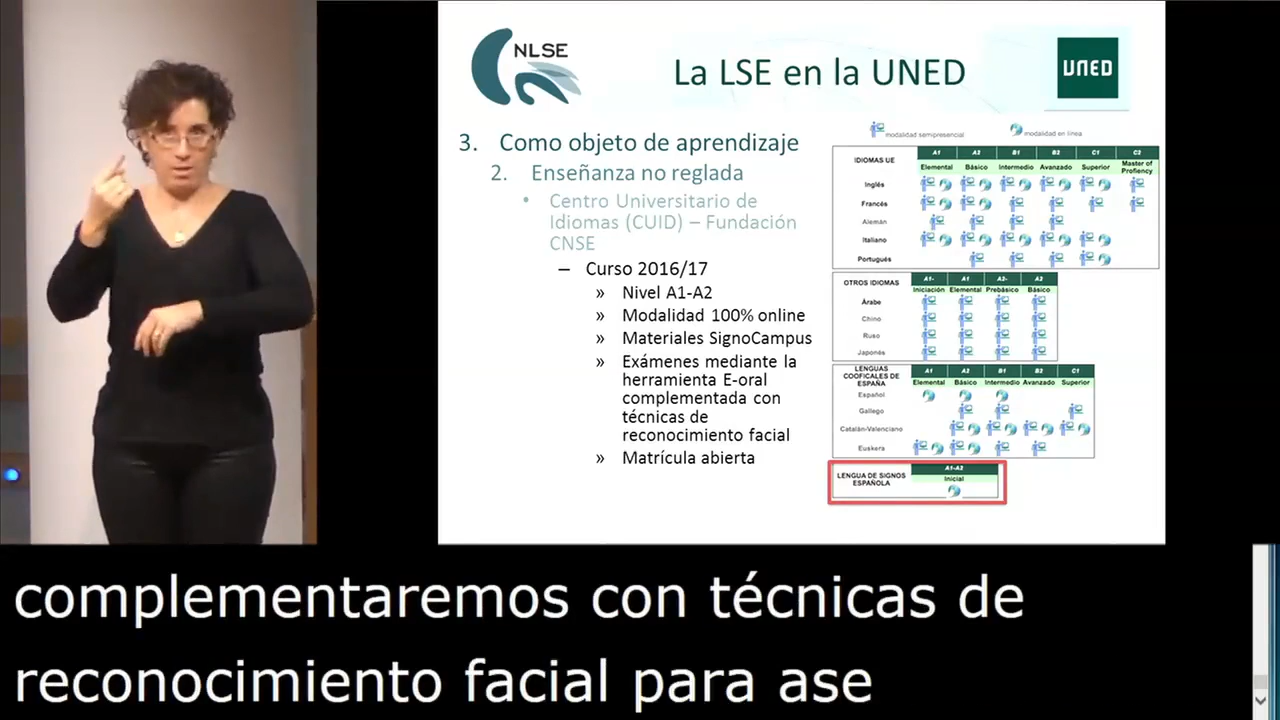 NLSE
La LSE en la UNED
UNED
3. Como objeto de aprendizaje
2. Enseñanza no reglada
• Centro Universitario de
Idiomas (CUID) – Fundación
CNSE
– Curso 2016/17
» Nivel A1-A2
» Modalidad 100% online
» Materiales SignoCampus
» Exámenes mediante la
herramienta E-oral
complementada con
técnicas de
reconocimiento facial
» Matrícula abierta
modalidad semipresencial modalidad en línea
IDIOMAS UE A1 A2 B1 B2 C1 C2
Elemental Básico Intermedio Avanzado Superior Master of
Profiency
Inglés
Francés
Alemán
Italiano
Portugués
OTROS IDIOMAS A1- A1 A2- A2
Iniciación Elemental Prebásico Básico
Árabe
Chino
Ruso
Japonés
LENGUAS
COOFICALES DE
ESPAÑA
A1 A2 B1 B2 C1
Elemental Básico Intermedio Avanzado Superior
Español
Gallego
Catalán-Valenciano
Euskera
LENGUA DE SIGNOS
ESPAÑOLA
A1-A2
Inicial
complementaremos con técnicas de
reconocimiento facial para ase